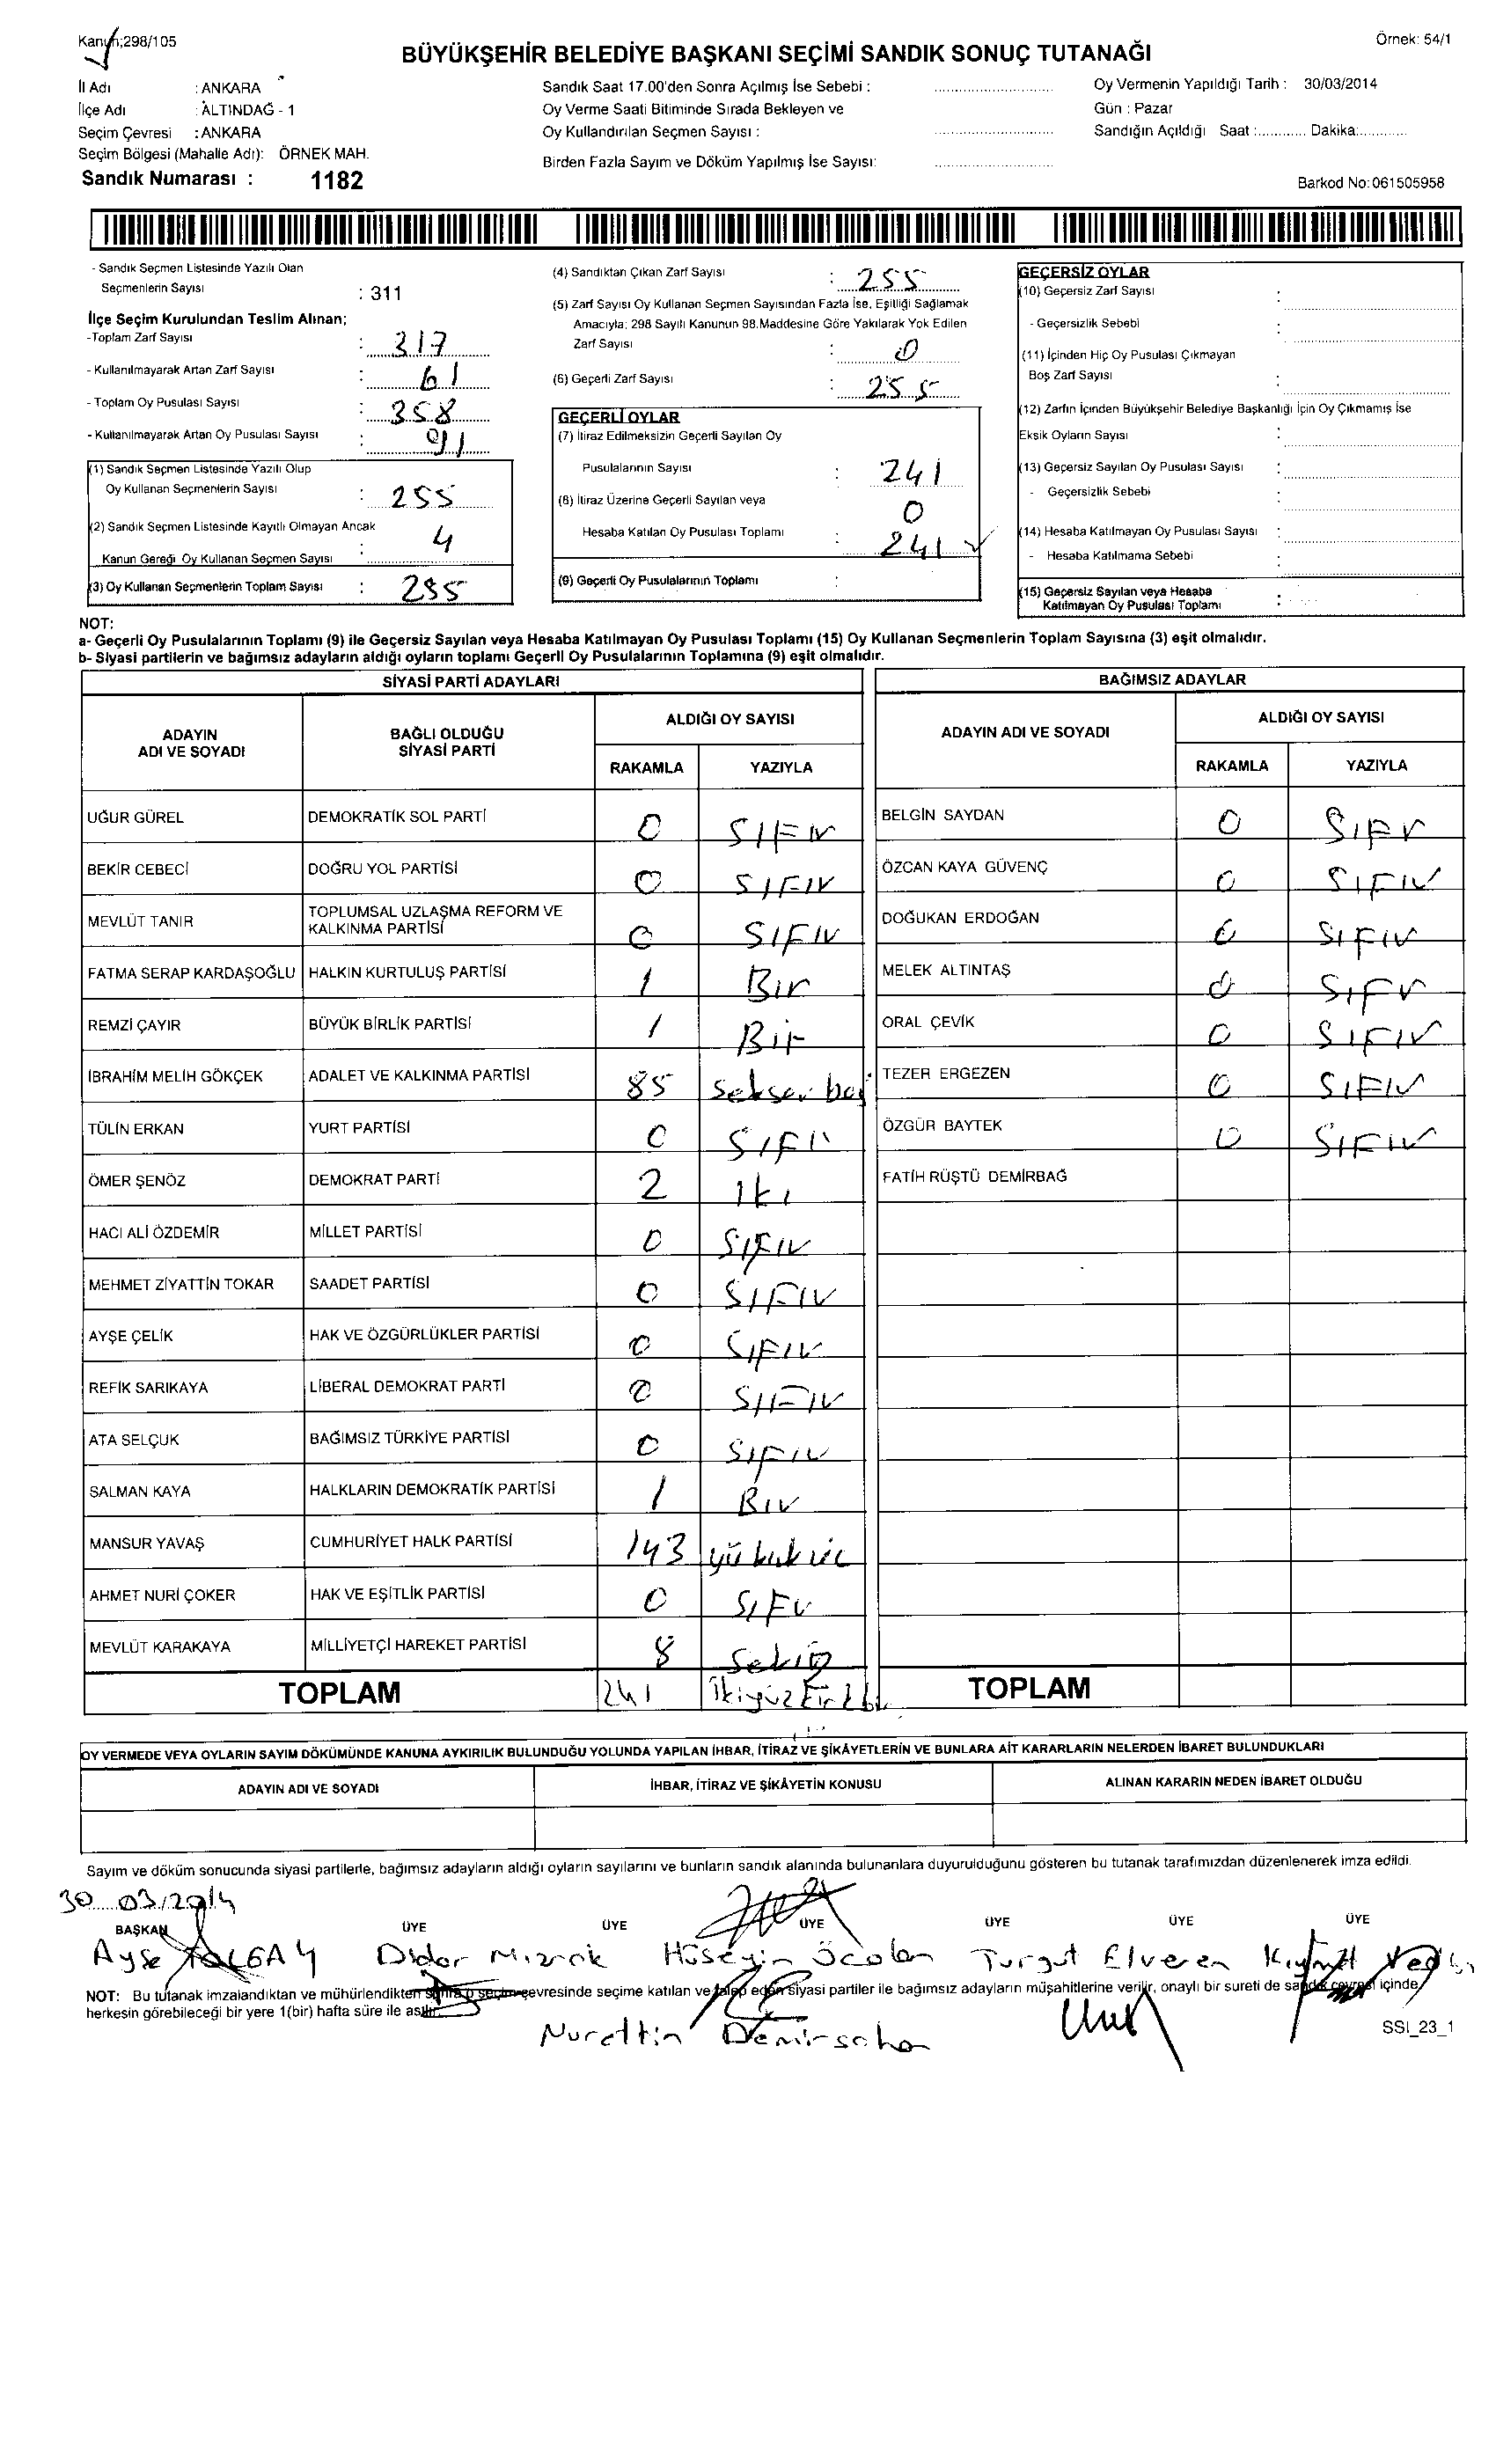 Kanun;298/105
Örnek: 54/1
BÜYÜKŞEHİR BELEDİYE BAŞKANI SEÇİMİ SANDIK SONUÇ TUTANAĞI
İl Adı : ANKARA
İlçe Adı : ALTINDAĞ - 1
Seçim Çevresi : ANKARA
Seçim Bölgesi (Mahalle Adı): ÖRNEK MAH.
Sandık Numarası : 1182
Sandık Saat 17.00'den Sonra Açılmış İse Sebebi :
Oy Verme Saati Bitiminde Sırada Bekleyen ve
Oy Kullandırılan Seçmen Sayısı :
Birden Fazla Sayım ve Döküm Yapılmış İse Sayısı:
Oy Vermenin Yapıldığı Tarih : 30/03/2014
Gün : Pazar
Sandığın Açıldığı Saat :............ Dakika:............
Barkod No:061505958
- Sandık Seçmen Listesinde Yazılı Olan
Seçmenlerin Sayısı : 311
İlçe Seçim Kurulundan Teslim Alınan;
-Toplam Zarf Sayısı : 317
- Kullanılmayarak Artan Zarf Sayısı : 61
- Toplam Oy Pusulası Sayısı : 358
- Kullanılmayarak Artan Oy Pusulası Sayısı : 91
(1) Sandık Seçmen Listesinde Yazılı Olup
Oy Kullanan Seçmenlerin Sayısı : 255
(2) Sandık Seçmen Listesinde Kayıtlı Olmayan Ancak
Kanun Gereği Oy Kullanan Seçmen Sayısı : 4
(3) Oy Kullanan Seçmenlerin Toplam Sayısı : 255
(4) Sandıktan Çıkan Zarf Sayısı : 255
(5) Zarf Sayısı Oy Kullanan Seçmen Sayısından Fazla İse, Eşitliği Sağlamak
Amacıyla; 298 Sayılı Kanunun 98.Maddesine Göre Yakılarak Yok Edilen
Zarf Sayısı : 0
(6) Geçerli Zarf Sayısı : 255
GEÇERLİ OYLAR
(7) İtiraz Edilmeksizin Geçerli Sayılan Oy
Pusulalarının Sayısı : 241
(8) İtiraz Üzerine Geçerli Sayılan veya 0
Hesaba Katılan Oy Pusulası Toplamı : 241
(9) Geçerli Oy Pusulalarının Toplamı :
GEÇERSİZ OYLAR
(10) Geçersiz Zarf Sayısı :
- Geçersizlik Sebebi :
(11) İçinden Hiç Oy Pusulası Çıkmayan
Boş Zarf Sayısı :
(12) Zarfın İçinden Büyükşehir Belediye Başkanlığı İçin Oy Çıkmamış İse
Eksik Oyların Sayısı :
(13) Geçersiz Sayılan Oy Pusulası Sayısı :
- Geçersizlik Sebebi :
(14) Hesaba Katılmayan Oy Pusulası Sayısı :
- Hesaba Katılmama Sebebi :
(15) Geçersiz Sayılan veya Hesaba
Katılmayan Oy Pusulası Toplamı :
NOT:
a- Geçerli Oy Pusulalarının Toplamı (9) ile Geçersiz Sayılan veya Hesaba Katılmayan Oy Pusulası Toplamı (15) Oy Kullanan Seçmenlerin Toplam Sayısına (3) eşit olmalıdır.
b- Siyasi partilerin ve bağımsız adayların aldığı oyların toplamı Geçerli Oy Pusulalarının Toplamına (9) eşit olmalıdır.
SİYASİ PARTİ ADAYLARI
ADAYIN ADI VE SOYADI BAĞLI OLDUĞU SİYASİ PARTİ ALDIĞI OY SAYISI
RAKAMLA YAZIYLA
UĞUR GÜREL DEMOKRATİK SOL PARTİ 0 SIFIR
BEKİR CEBECİ DOĞRU YOL PARTİSİ 0 SIFIR
MEVLÜT TANIR TOPLUMSAL UZLAŞMA REFORM VE KALKINMA PARTİSİ 0 SIFIR
FATMA SERAP KARDAŞOĞLU HALKIN KURTULUŞ PARTİSİ 1 Bir
REMZİ ÇAYIR BÜYÜK BİRLİK PARTİSİ 1 Bir
İBRAHİM MELİH GÖKÇEK ADALET VE KALKINMA PARTİSİ 85 Seksen beş
TÜLİN ERKAN YURT PARTİSİ 0 SIFIR
ÖMER ŞENÖZ DEMOKRAT PARTİ 2 iki
HACI ALİ ÖZDEMİR MİLLET PARTİSİ 0 SIFIR
MEHMET ZİYATTİN TOKAR SAADET PARTİSİ 0 SIFIR
AYŞE ÇELİK HAK VE ÖZGÜRLÜKLER PARTİSİ 0 SIFIR
REFİK SARIKAYA LİBERAL DEMOKRAT PARTİ 0 SIFIR
ATA SELÇUK BAĞIMSIZ TÜRKİYE PARTİSİ 0 SIFIR
SALMAN KAYA HALKLARIN DEMOKRATİK PARTİSİ 1 Bir
MANSUR YAVAŞ CUMHURİYET HALK PARTİSİ 143
AHMET NURİ ÇOKER HAK VE EŞİTLİK PARTİSİ 0 SIFIR
MEVLÜT KARAKAYA MİLLİYETÇİ HAREKET PARTİSİ 8 Sekiz
TOPLAM 241 ikiyüz
BAĞIMSIZ ADAYLAR
ADAYIN ADI VE SOYADI ALDIĞI OY SAYISI
RAKAMLA YAZIYLA
BELGİN SAYDAN 0 SIFIR
ÖZCAN KAYA GÜVENÇ 0 SIFIR
DOĞUKAN ERDOĞAN 0 SIFIR
MELEK ALTINTAŞ 0 SIFIR
ORAL ÇEVİK 0 SIFIR
TEZER ERGEZEN 0 SIFIR
ÖZGÜR BAYTEK 0 SIFIR
FATİH RÜŞTÜ DEMİRBAĞ
TOPLAM
OY VERMEDE VEYA OYLARIN SAYIM DÖKÜMÜNDE KANUNA AYKIRILIK BULUNDUĞU YOLUNDA YAPILAN İHBAR, İTİRAZ VE ŞİKÂYETLERİN VE BUNLARA AİT KARARLARIN NELERDEN İBARET BULUNDUKLARI
ADAYIN ADI VE SOYADI İHBAR, İTİRAZ VE ŞİKÂYETİN KONUSU ALINAN KARARIN NEDEN İBARET OLDUĞU
Sayım ve döküm sonucunda siyasi partilerle, bağımsız adayların aldığı oyların sayılarını ve bunların sandık alanında bulunanlara duyurulduğunu gösteren bu tutanak tarafımızdan düzenlenerek imza edildi.
30 03/2014
BAŞKAN ÜYE ÜYE ÜYE ÜYE ÜYE ÜYE
Ayşe TOLGAY Didar Mızrak Hüseyin Öcalan Turgut Elveren Kıymet
NOT: Bu tutanak imzalandıktan ve mühürlendikten sonra o seçim çevresinde seçime katılan ve talep eden siyasi partiler ile bağımsız adayların müşahitlerine verilir, onaylı bir sureti de sandık çevresi içinde,
herkesin görebileceği bir yere 1(bir) hafta süre ile asılır.
Nurettin Demirsahan
SSI_23_1